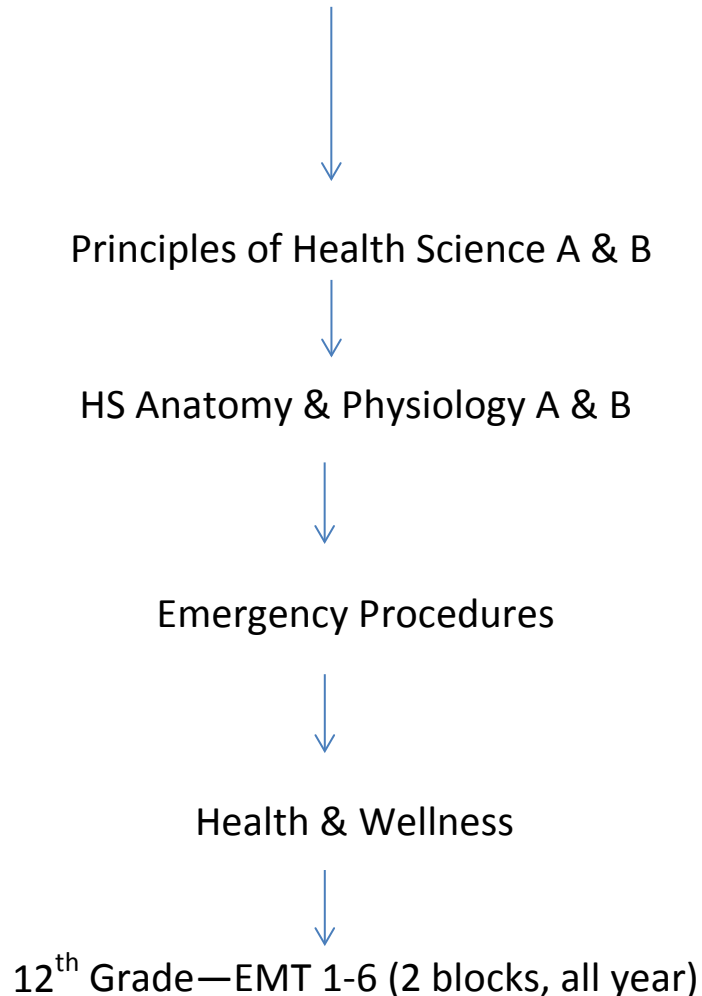 Principles of Health Science A & B
HS Anatomy & Physiology A & B
Emergency Procedures
Health & Wellness
12th Grade—EMT 1-6 (2 blocks, all year)